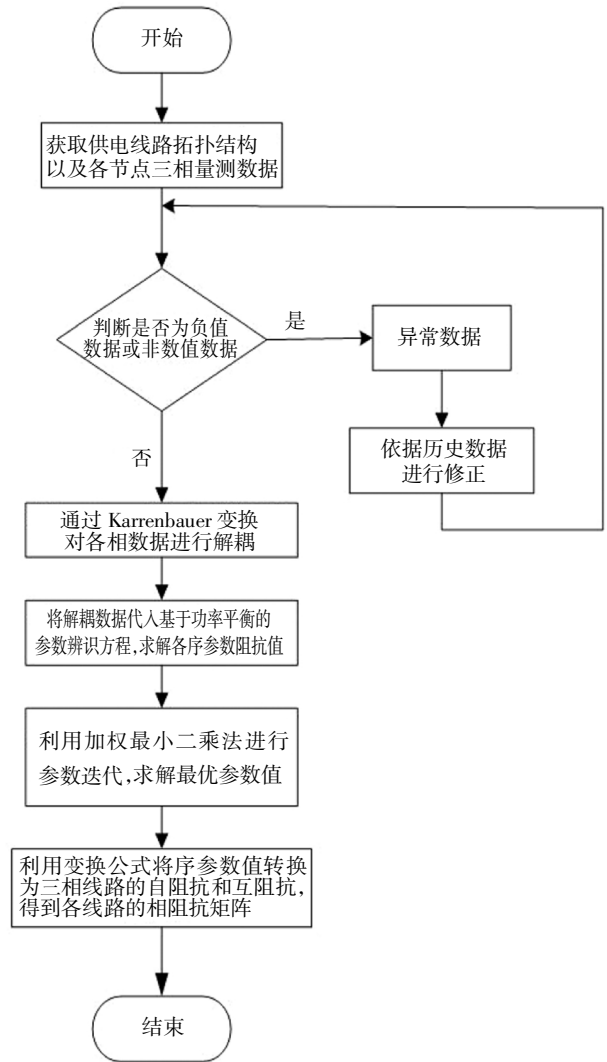 开始
获取供电线路拓扑结构
以及各节点三相量测数据
判断是否为负值
数据或非数值数据
是
异常数据
依据历史数据
进行修正
否
通过 Karrenbauer 变换
对各相数据进行解耦
将解耦数据代入基于功率平衡的
参数辨识方程,求解各序参数阻抗值
利用加权最小二乘法进行
参数迭代,求解最优参数值
利用变换公式将序参数值转换
为三相线路的自阻抗和互阻抗,
得到各线路的相阻抗矩阵
结束